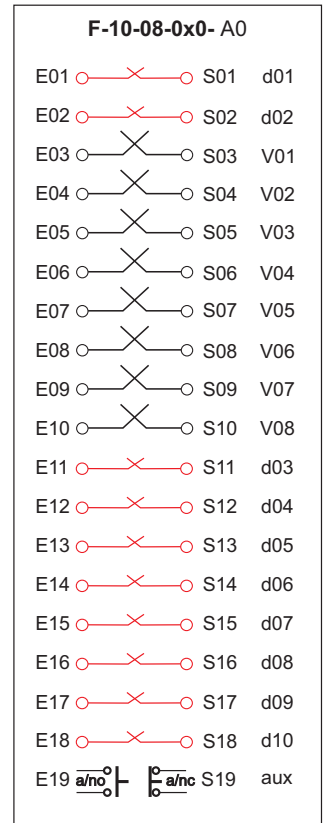 F-10-08-0x0- A0
E01 S01 d01
E02 S02 d02
E03 S03 V01
E04 S04 V02
E05 S05 V03
E06 S06 V04
E07 S07 V05
E08 S08 V06
E09 S09 V07
E10 S10 V08
E11 S11 d03
E12 S12 d04
E13 S13 d05
E14 S14 d06
E15 S15 d07
E16 S16 d08
E17 S17 d09
E18 S18 d10
E19 a/no a/nc S19 aux